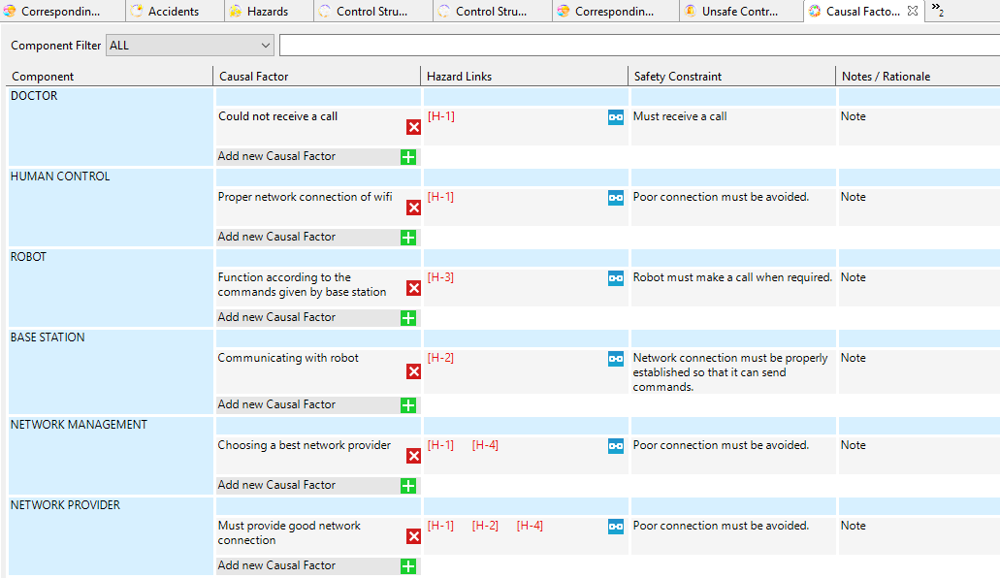 Correspondin... Accidents Hazards Control Stru... Control Stru... Correspondin... Unsafe Contr... Causal Facto... » 2
Component Filter ALL
Component Causal Factor Hazard Links Safety Constraint Notes / Rationale
DOCTOR
Could not receive a call [H-1] Must receive a call Note
Add new Causal Factor
HUMAN CONTROL
Proper network connection of wifi [H-1] Poor connection must be avoided. Note
Add new Causal Factor
ROBOT
Function according to the [H-3] Robot must make a call when required. Note
commands given by base station
Add new Causal Factor
BASE STATION
Communicating with robot [H-2] Network connection must be properly Note
established so that it can send
commands.
Add new Causal Factor
NETWORK MANAGEMENT
Choosing a best network provider [H-1] [H-4] Poor connection must be avoided. Note
Add new Causal Factor
NETWORK PROVIDER
Must provide good network [H-1] [H-2] [H-4] Poor connection must be avoided. Note
connection
Add new Causal Factor